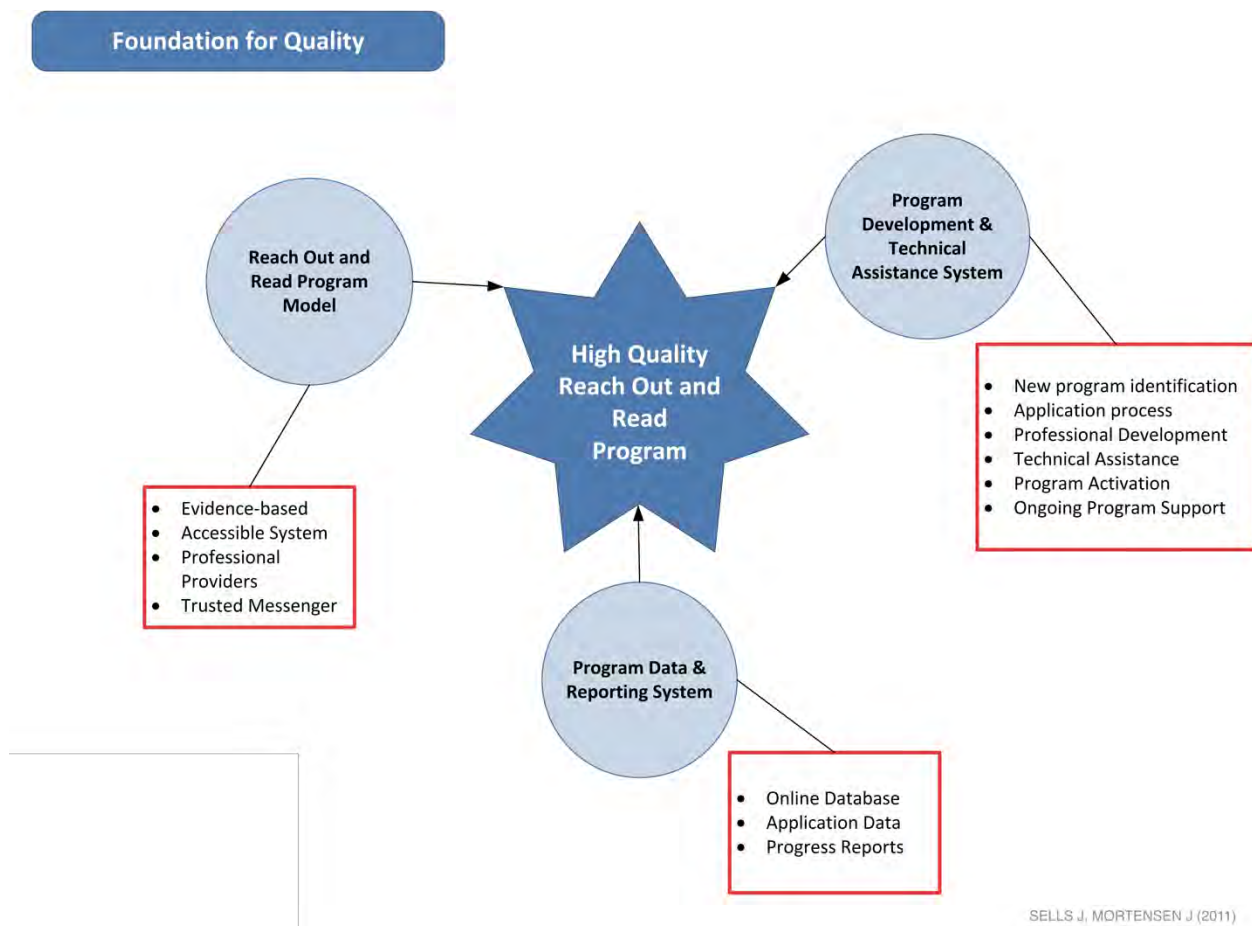 Foundation for Quality
Reach Out and
Read Program
Model
Program
Development &
Technical
Assistance System
High Quality
Reach Out and
Read
Program
• New program identification
• Application process
• Professional Development
• Technical Assistance
• Program Activation
• Ongoing Program Support
• Evidence-based
• Accessible System
• Professional
Providers
• Trusted Messenger
Program Data &
Reporting System
• Online Database
• Application Data
• Progress Reports
SELLS J, MORTENSEN J (2011)